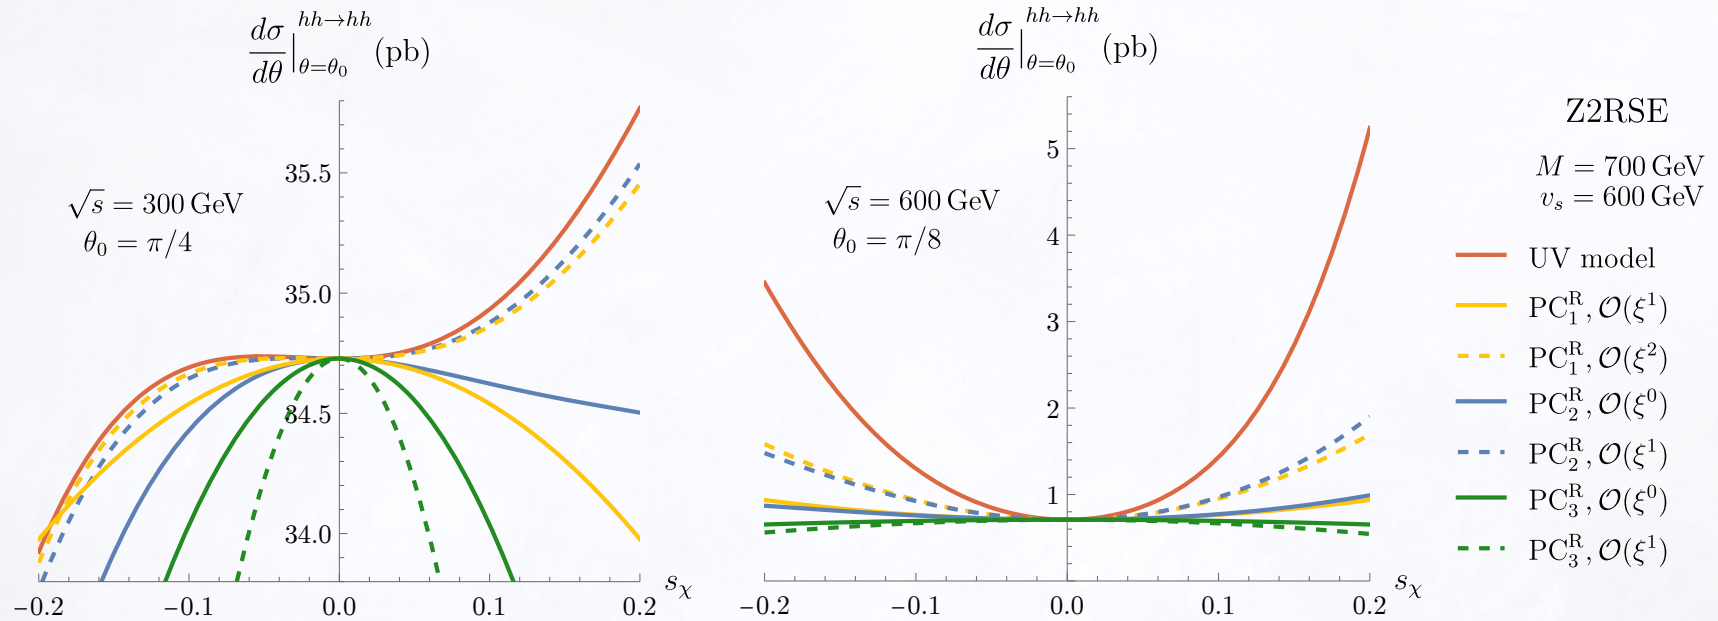 dσ/dθ|_{θ=θ₀}^{hh→hh} (pb)
35.5
35.0
34.5
34.0
√s = 300 GeV
θ₀ = π/4
−0.2 −0.1 0.0 0.1 0.2
s_χ
dσ/dθ|_{θ=θ₀}^{hh→hh} (pb)
5
4
3
2
1
√s = 600 GeV
θ₀ = π/8
−0.2 −0.1 0.0 0.1 0.2
s_χ
Z2RSE
M = 700 GeV
v_s = 600 GeV
UV model
PC₁ᴿ, 𝒪(ξ¹)
PC₁ᴿ, 𝒪(ξ²)
PC₂ᴿ, 𝒪(ξ⁰)
PC₂ᴿ, 𝒪(ξ¹)
PC₃ᴿ, 𝒪(ξ⁰)
PC₃ᴿ, 𝒪(ξ¹)